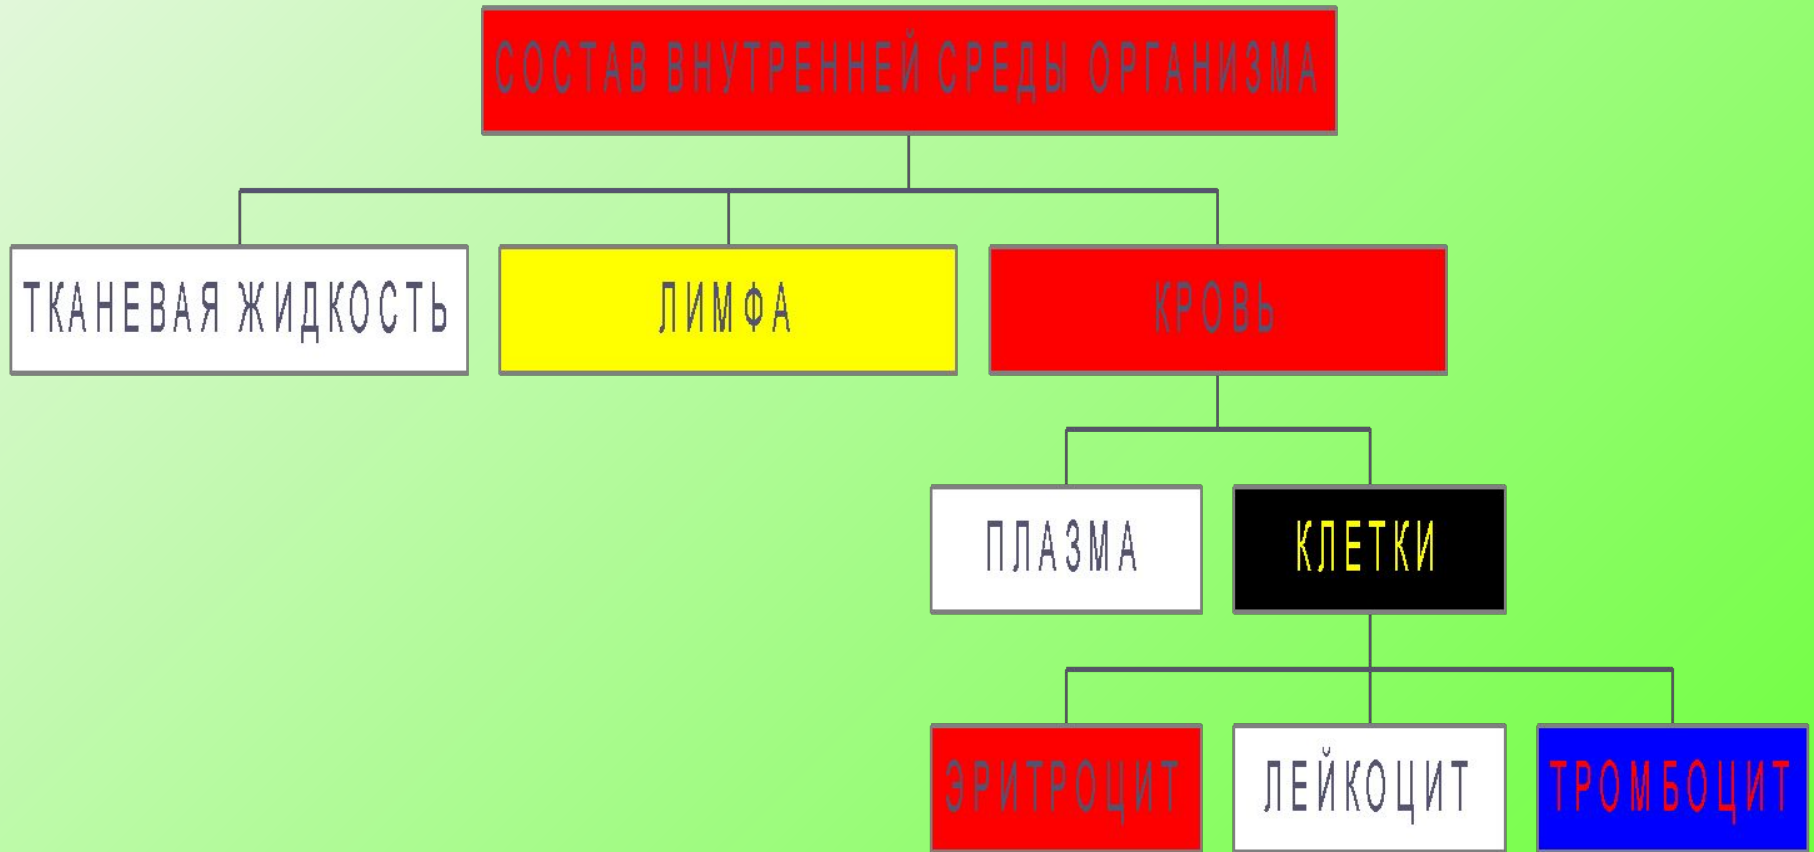 СОСТАВ ВНУТРЕННЕЙ СРЕДЫ ОРГАНИЗМА
ТКАНЕВАЯ ЖИДКОСТЬ
ЛИМФА
КРОВЬ
ПЛАЗМА
КЛЕТКИ
ЭРИТРОЦИТ
ЛЕЙКОЦИТ
ТРОМБОЦИТ